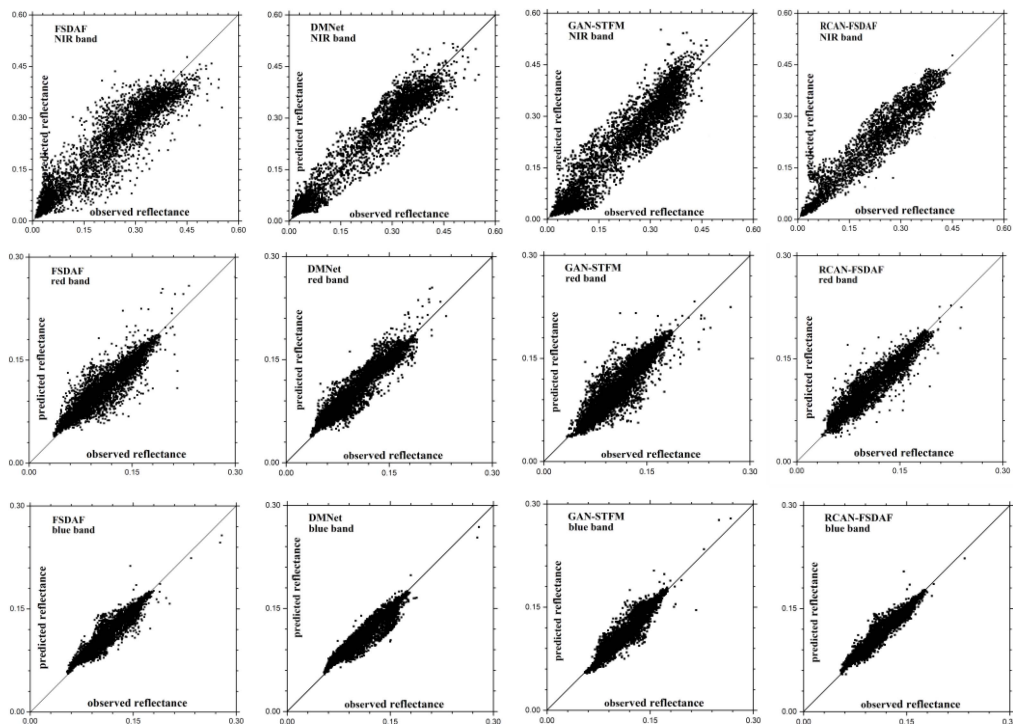 FSDAF
NIR band
predicted reflectance
observed reflectance
0.60
0.45
0.30
0.15
0.00
0.00
0.15
0.30
0.45
0.60
DMNet
NIR band
predicted reflectance
observed reflectance
0.60
0.45
0.30
0.15
0.00
0.00
0.15
0.30
0.45
0.60
GAN-STFM
NIR band
predicted reflectance
observed reflectance
0.60
0.45
0.30
0.15
0.00
0.00
0.15
0.30
0.45
0.60
RCAN-FSDAF
NIR band
predicted reflectance
observed reflectance
0.60
0.45
0.30
0.15
0.00
0.00
0.15
0.30
0.45
0.60
FSDAF
red band
predicted reflectance
observed reflectance
0.30
0.15
0.00
0.00
0.15
0.30
DMNet
red band
predicted reflectance
observed reflectance
0.30
0.15
0.00
0.00
0.15
0.30
GAN-STFM
red band
predicted reflectance
observed reflectance
0.30
0.15
0.00
0.00
0.15
0.30
RCAN-FSDAF
red band
predicted reflectance
observed reflectance
0.30
0.15
0.00
0.00
0.15
0.30
FSDAF
blue band
predicted reflectance
observed reflectance
0.30
0.15
0.00
0.00
0.15
0.30
DMNet
blue band
predicted reflectance
observed reflectance
0.30
0.15
0.00
0.00
0.15
0.30
GAN-STFM
blue band
predicted reflectance
observed reflectance
0.30
0.15
0.00
0.00
0.15
0.30
RCAN-FSDAF
blue band
predicted reflectance
observed reflectance
0.30
0.15
0.00
0.00
0.15
0.30